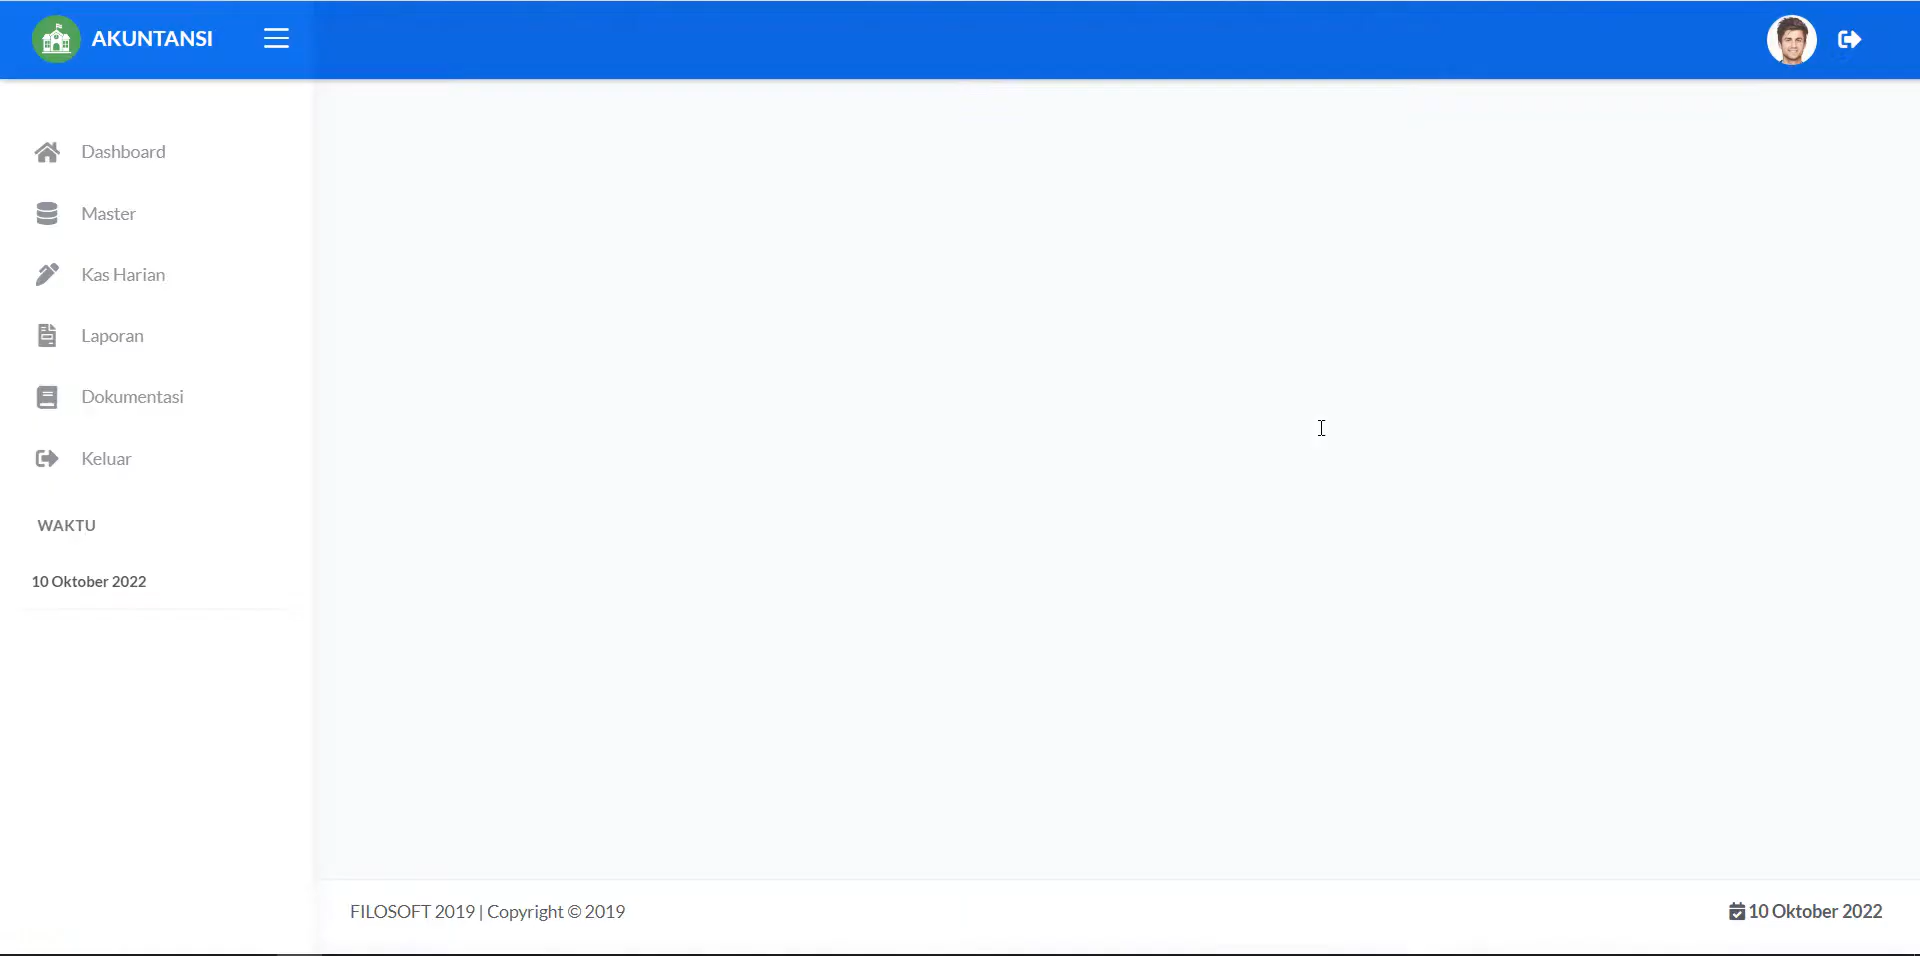 AKUNTANSI
Dashboard
Master
Kas Harian
Laporan
Dokumentasi
Keluar
WAKTU
10 Oktober 2022
FILOSOFT 2019 | Copyright © 2019
10 Oktober 2022